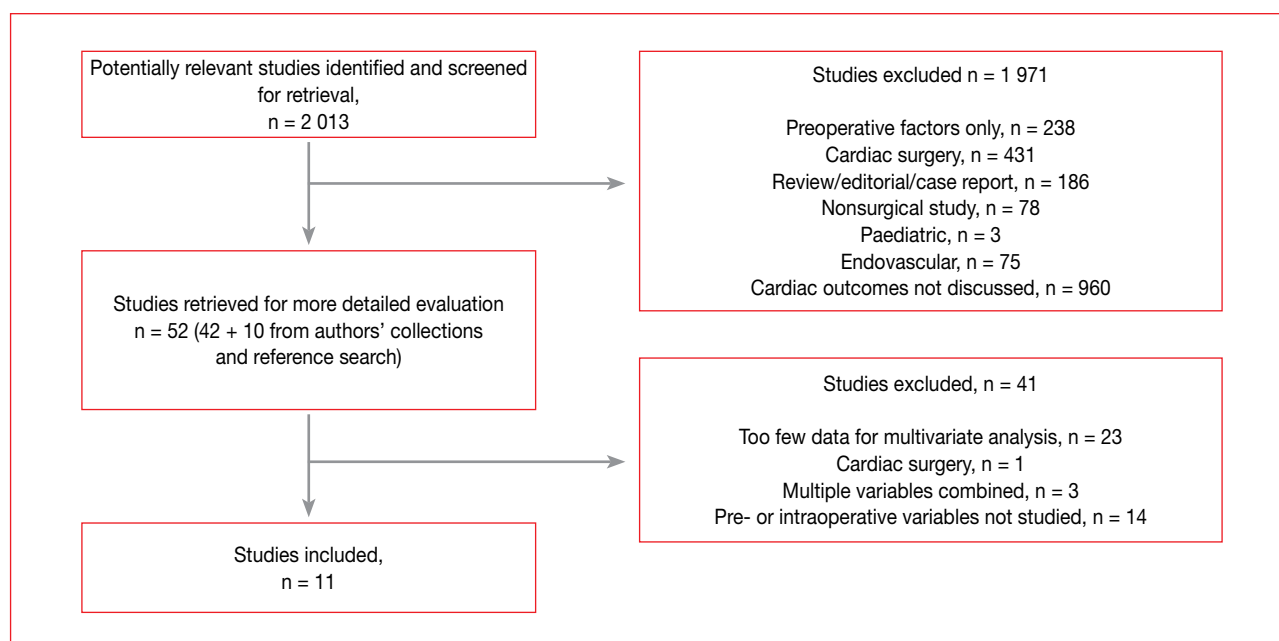 Potentially relevant studies identified and screened
for retrieval,
n = 2 013
Studies excluded n = 1 971
Preoperative factors only, n = 238
Cardiac surgery, n = 431
Review/editorial/case report, n = 186
Nonsurgical study, n = 78
Paediatric, n = 3
Endovascular, n = 75
Cardiac outcomes not discussed, n = 960
Studies retrieved for more detailed evaluation
n = 52 (42 + 10 from authors’ collections
and reference search)
Studies excluded, n = 41
Too few data for multivariate analysis, n = 23
Cardiac surgery, n = 1
Multiple variables combined, n = 3
Pre- or intraoperative variables not studied, n = 14
Studies included,
n = 11